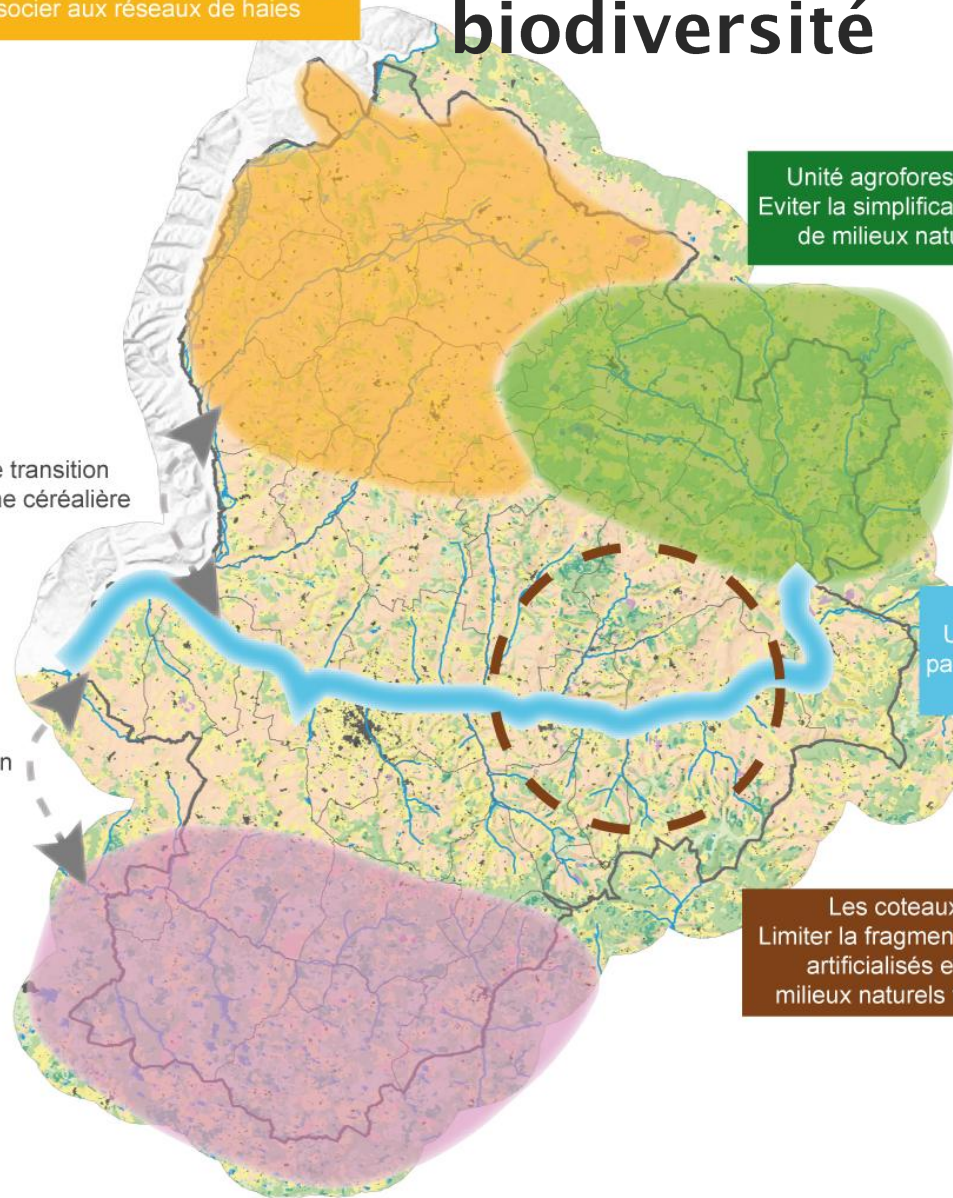 socier aux réseaux de haies
biodiversité
Unité agrofores
Eviter la simplifica
de milieux natu
e transition
ne céréalière
U
pa
n
Les coteaux
Limiter la fragmen
artificialisés e
milieux naturels